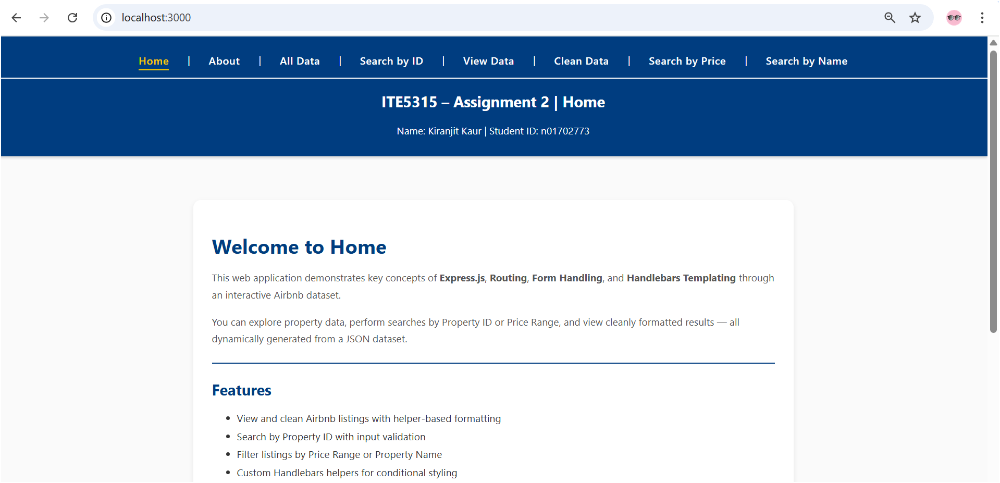 localhost:3000
Home | About | All Data | Search by ID | View Data | Clean Data | Search by Price | Search by Name
ITE5315 – Assignment 2 | Home
Name: Kiranjit Kaur | Student ID: n01702773
Welcome to Home
This web application demonstrates key concepts of Express.js, Routing, Form Handling, and Handlebars Templating through
an interactive Airbnb dataset.
You can explore property data, perform searches by Property ID or Price Range, and view cleanly formatted results — all
dynamically generated from a JSON dataset.
Features
• View and clean Airbnb listings with helper-based formatting
• Search by Property ID with input validation
• Filter listings by Price Range or Property Name
• Custom Handlebars helpers for conditional styling